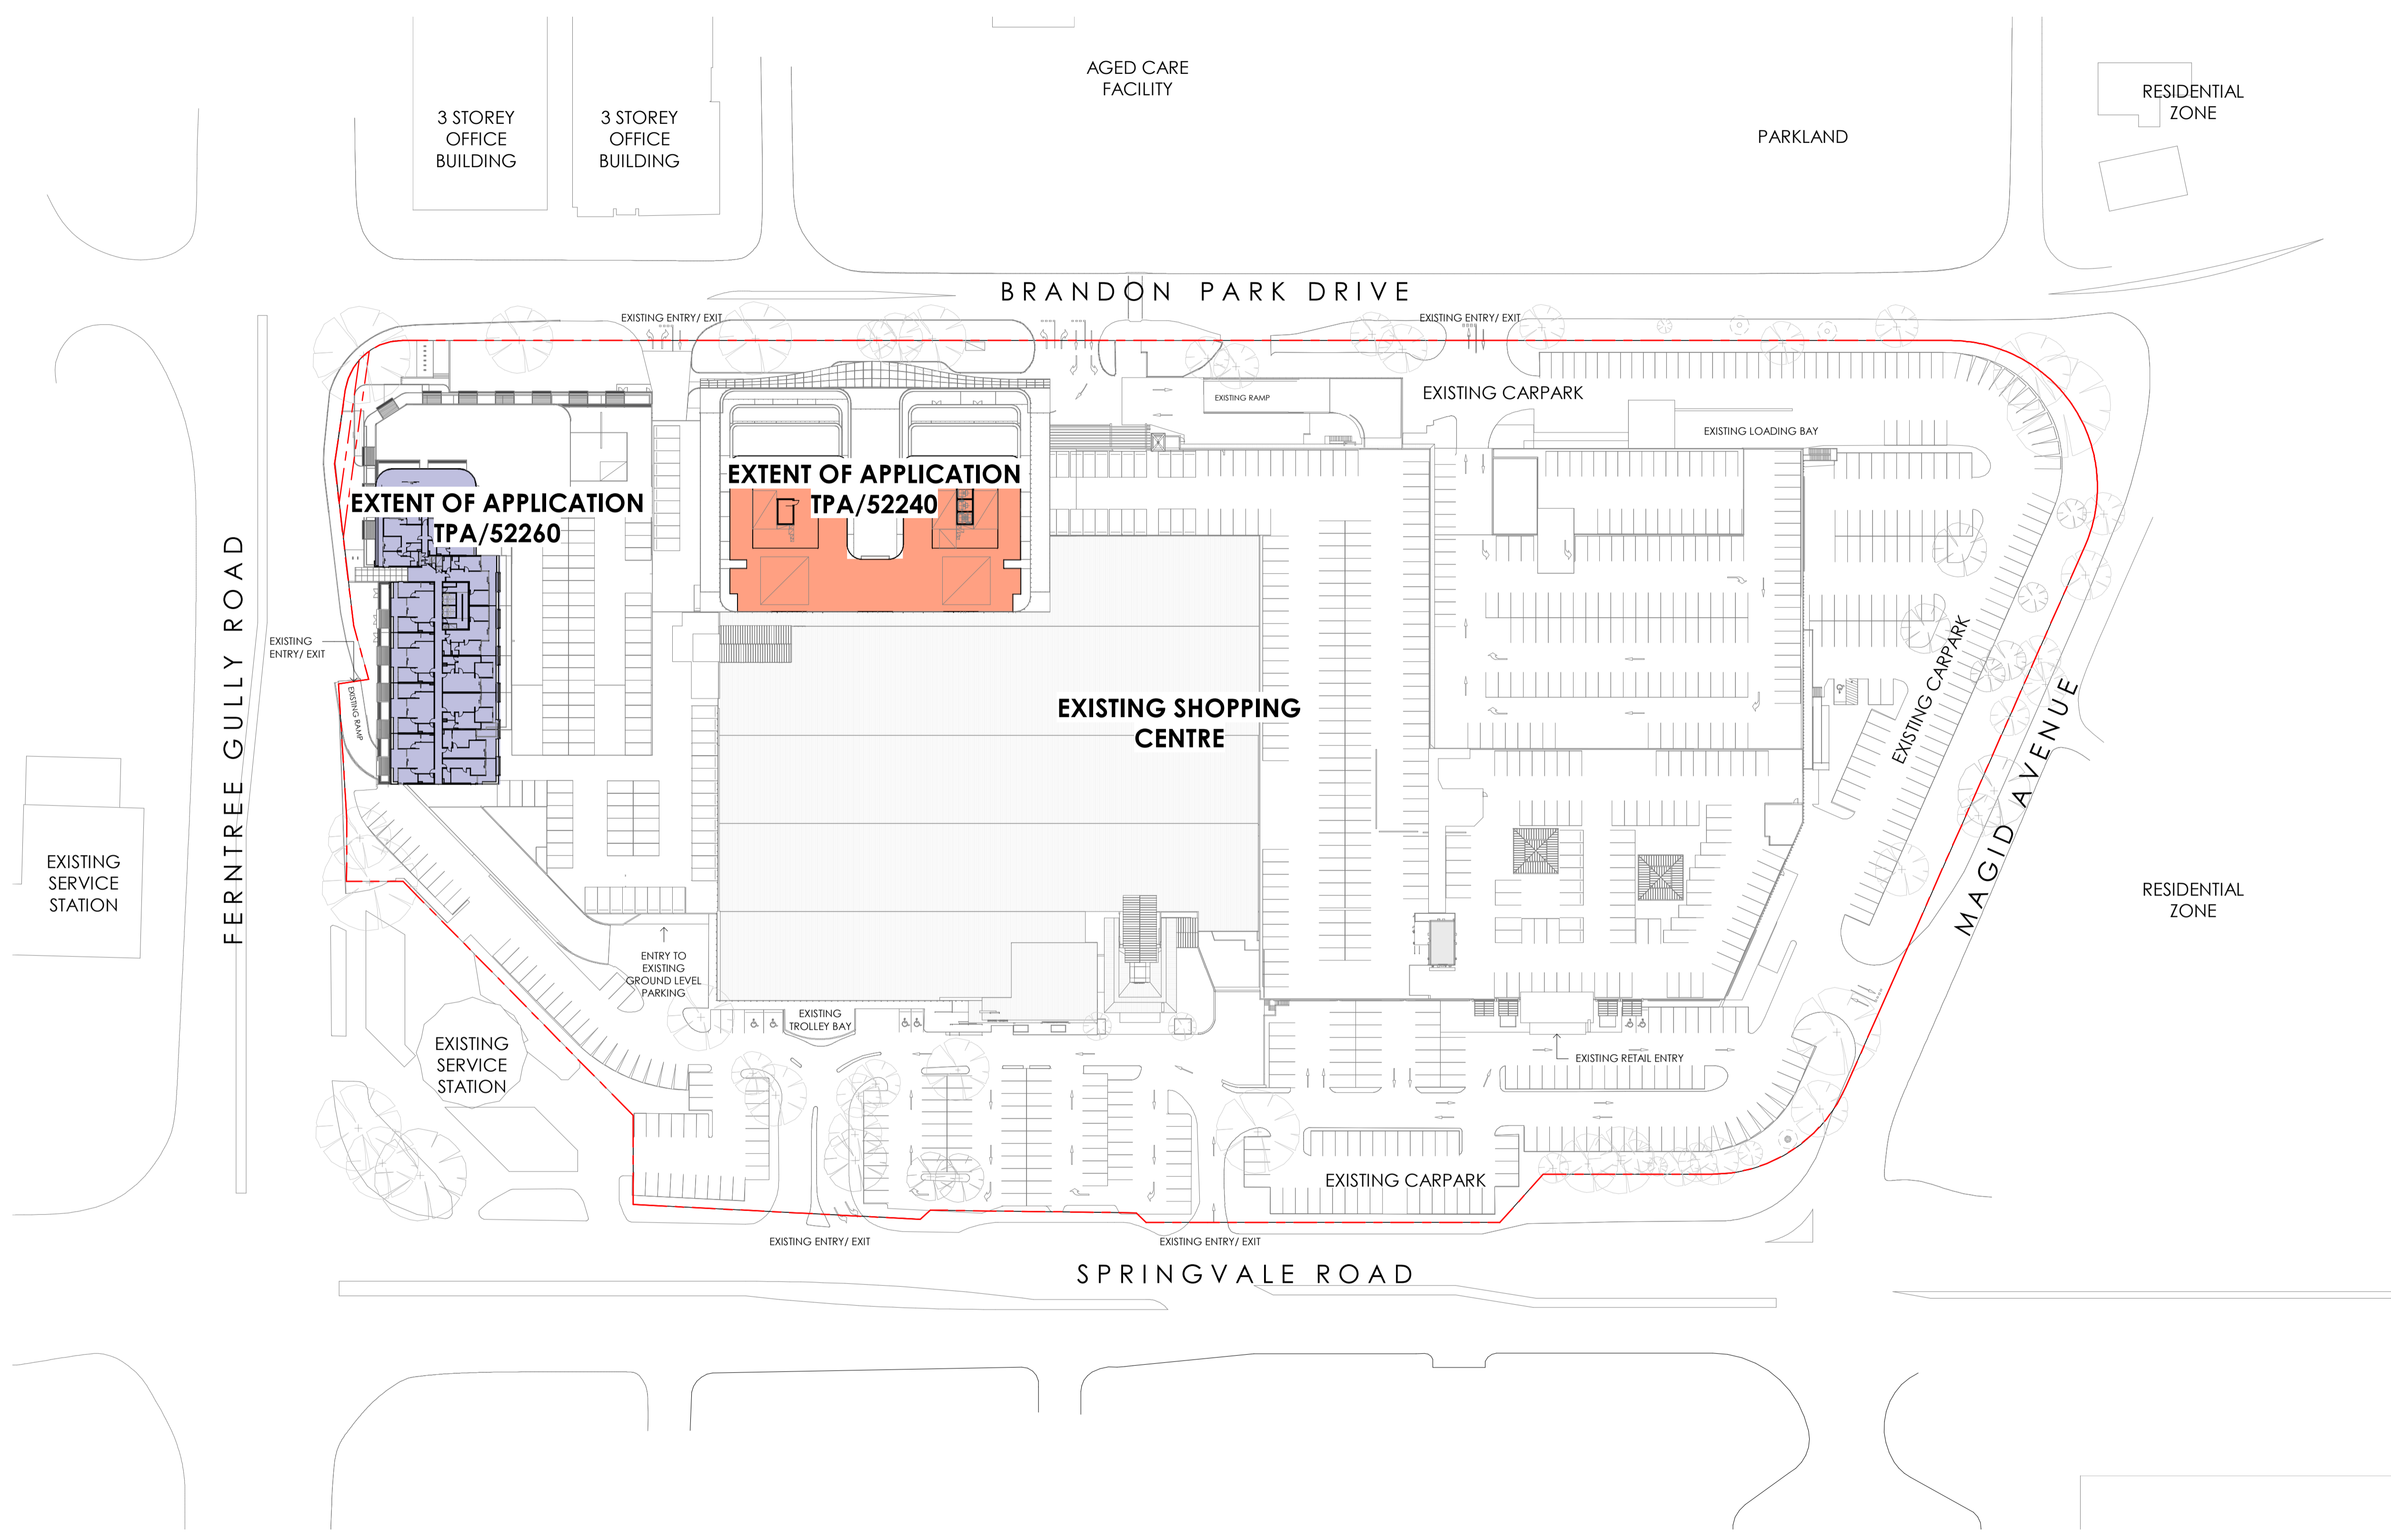 AGED CARE
FACILITY
3 STOREY
OFFICE
BUILDING
3 STOREY
OFFICE
BUILDING
PARKLAND
RESIDENTIAL
ZONE
BRANDON PARK DRIVE
EXISTING ENTRY/ EXIT
EXISTING ENTRY/ EXIT
EXISTING CARPARK
EXISTING RAMP
EXISTING LOADING BAY
EXTENT OF APPLICATION
TPA/52240
EXTENT OF APPLICATION
TPA/52260
FERNTREE GULLY ROAD
EXISTING
ENTRY/ EXIT
EXISTING RAMP
EXISTING SHOPPING
CENTRE
EXISTING CARPARK
MAGID AVENUE
EXISTING
SERVICE
STATION
RESIDENTIAL
ZONE
ENTRY TO
EXISTING
GROUND LEVEL
PARKING
EXISTING
TROLLEY BAY
EXISTING
SERVICE
STATION
EXISTING RETAIL ENTRY
EXISTING CARPARK
EXISTING ENTRY/ EXIT
EXISTING ENTRY/ EXIT
SPRINGVALE ROAD